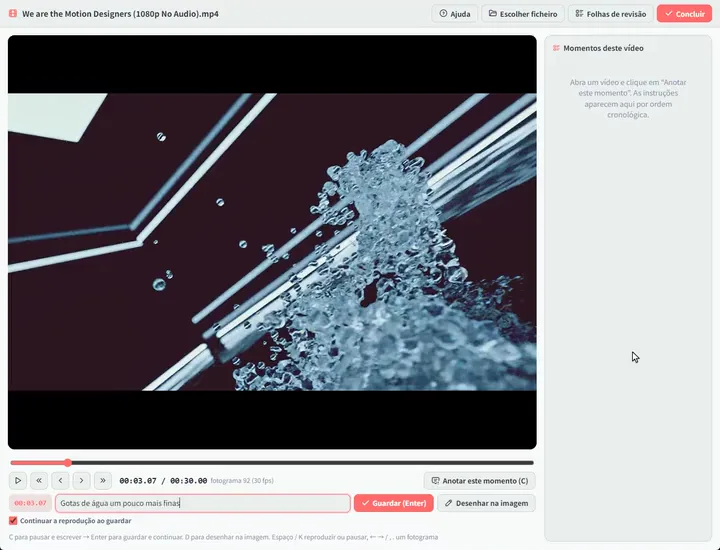 We are the Motion Designers (1080p No Audio).mp4
Ajuda
Escolher ficheiro
Folhas de revisão
Concluir
Momentos deste vídeo
Abra um vídeo e clique em "Anotar
este momento". As instruções
aparecem aqui por ordem
cronológica.
00:03.07 / 00:30.00 fotograma 92 (30 fps)
Anotar este momento (C)
00:03.07
Gotas de água um pouco mais finas
Guardar (Enter)
Desenhar na imagem
Continuar a reprodução ao guardar
C para pausar e escrever → Enter para guardar e continuar. D para desenhar na imagem. Espaço / K reproduzir ou pausar, ← → / , . um fotograma